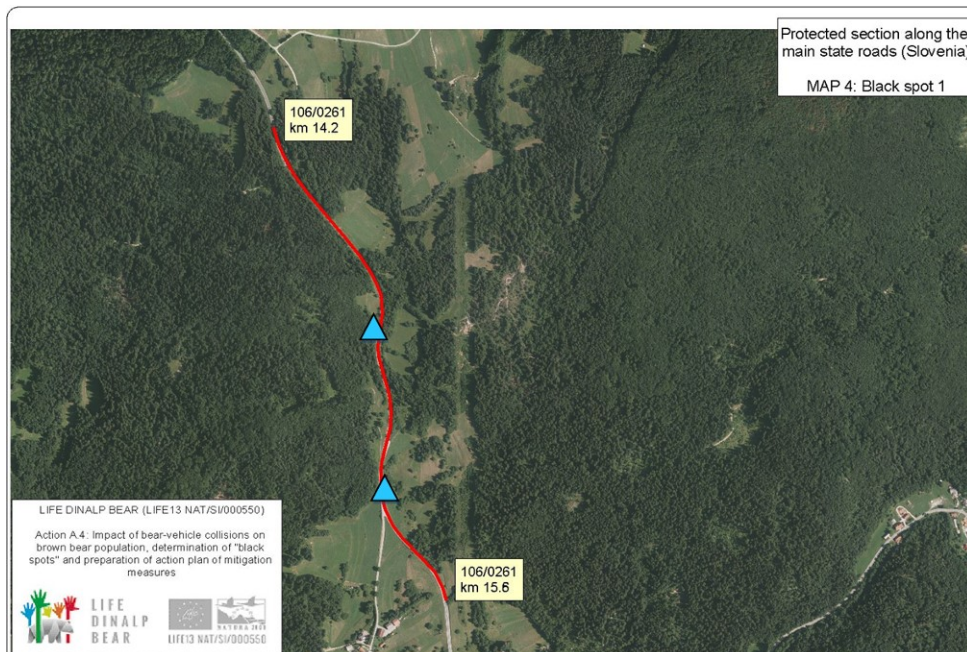 Protected section along the
main state roads (Slovenia)
MAP 4: Black spot 1
106/0261
km 14.2
106/0261
km 15.6
LIFE DINALP BEAR (LIFE13 NAT/SI/000550)
Action A.4: Impact of bear-vehicle collisions on
brown bear population, determination of "black
spots" and preparation of action plan of mitigation
measures
LIFE
DINALP
BEAR
NATURA 2000
LIFE13 NAT/SI/000550